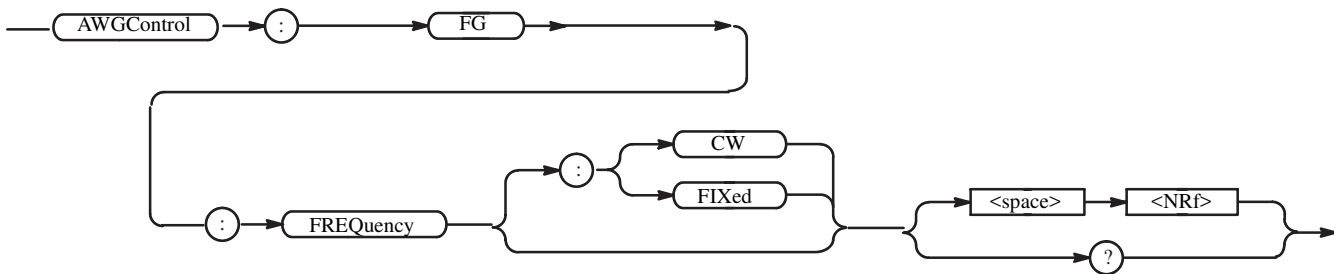 AWGControl : FG
: CW
FIXed
<space> <NRf>
: FREQuency
?